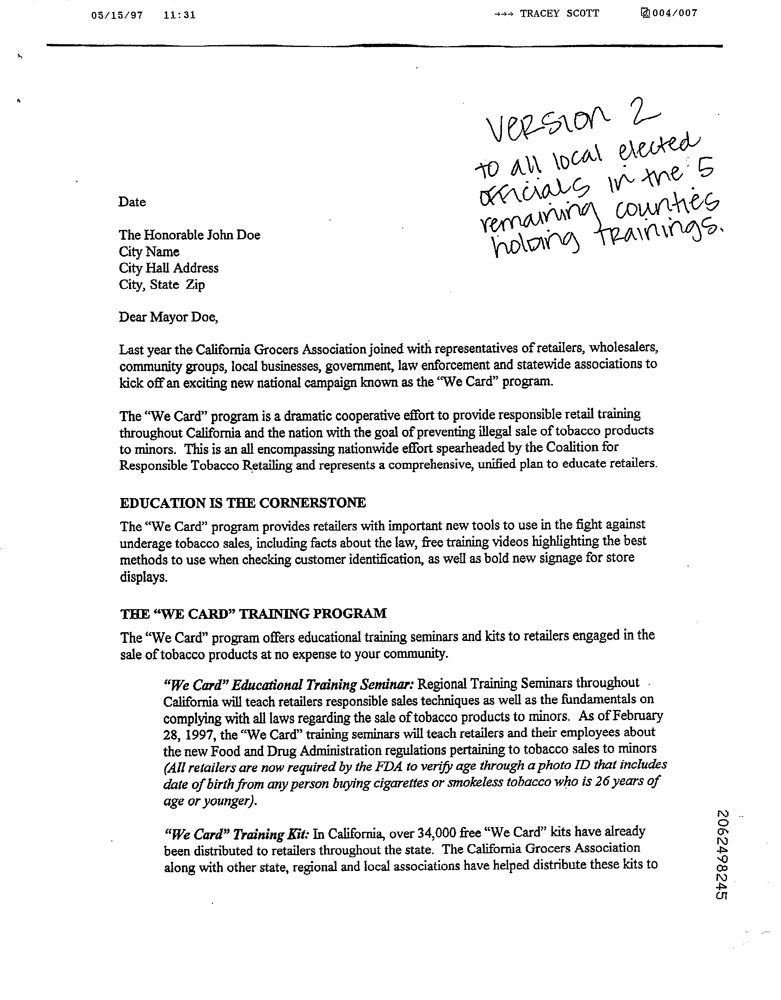 05/15/97 11:31 →→→ TRACEY SCOTT 004/007
VERSION 2
TO All local elected
officials in the 5
remaining counties
holding Trainings.
Date
The Honorable John Doe
City Name
City Hall Address
City, State Zip
Dear Mayor Doe,
Last year the California Grocers Association joined with representatives of retailers, wholesalers,
community groups, local businesses, government, law enforcement and statewide associations to
kick off an exciting new national campaign known as the “We Card” program.
The “We Card” program is a dramatic cooperative effort to provide responsible retail training
throughout California and the nation with the goal of preventing illegal sale of tobacco products
to minors. This is an all encompassing nationwide effort spearheaded by the Coalition for
Responsible Tobacco Retailing and represents a comprehensive, unified plan to educate retailers.
EDUCATION IS THE CORNERSTONE
The “We Card” program provides retailers with important new tools to use in the fight against
underage tobacco sales, including facts about the law, free training videos highlighting the best
methods to use when checking customer identification, as well as bold new signage for store
displays.
THE “WE CARD” TRAINING PROGRAM
The “We Card” program offers educational training seminars and kits to retailers engaged in the
sale of tobacco products at no expense to your community.
“We Card” Educational Training Seminar: Regional Training Seminars throughout
California will teach retailers responsible sales techniques as well as the fundamentals on
complying with all laws regarding the sale of tobacco products to minors. As of February
28, 1997, the “We Card” training seminars will teach retailers and their employees about
the new Food and Drug Administration regulations pertaining to tobacco sales to minors
(All retailers are now required by the FDA to verify age through a photo ID that includes
date of birth from any person buying cigarettes or smokeless tobacco who is 26 years of
age or younger).
“We Card” Training Kit: In California, over 34,000 free “We Card” kits have already
been distributed to retailers throughout the state. The California Grocers Association
along with other state, regional and local associations have helped distribute these kits to
2062498245